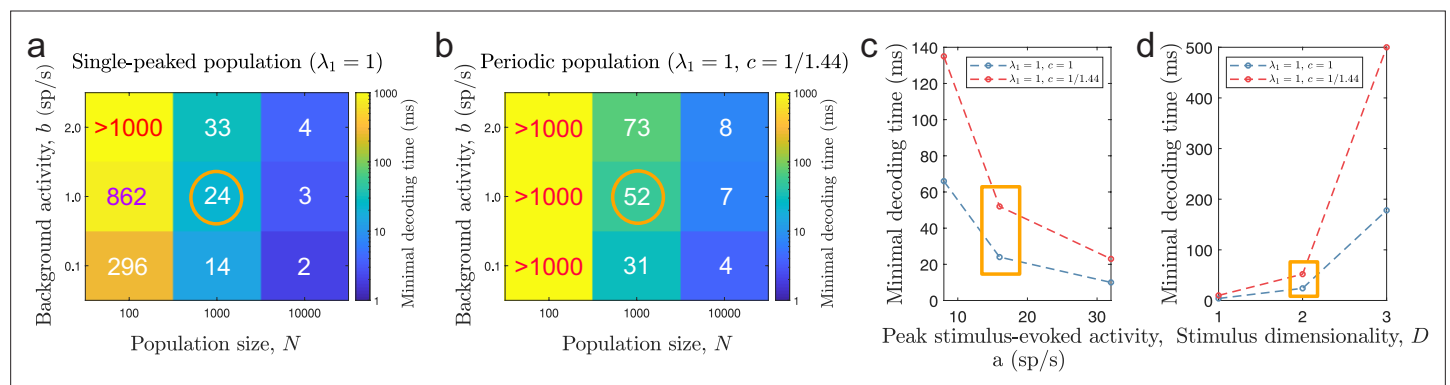 a
Single-peaked population (λ₁ = 1)
Background activity, b (sp/s)
2.0
1.0
0.1
>1000 33 4
862 24 3
296 14 2
100 1000 10000
Population size, N
1000
100
10
1
Minimal decoding time (ms)
b
Periodic population (λ₁ = 1, c = 1/1.44)
Background activity, b (sp/s)
2.0
1.0
0.1
>1000 73 8
>1000 52 7
>1000 31 4
100 1000 10000
Population size, N
1000
100
10
1
Minimal decoding time (ms)
c
Minimal decoding time (ms)
140
120
100
80
60
40
20
0
λ₁ = 1, c = 1
λ₁ = 1, c = 1/1.44
10 20 30
Peak stimulus-evoked activity,
a (sp/s)
d
Minimal decoding time (ms)
500
400
300
200
100
0
λ₁ = 1, c = 1
λ₁ = 1, c = 1/1.44
1 2 3
Stimulus dimensionality, D